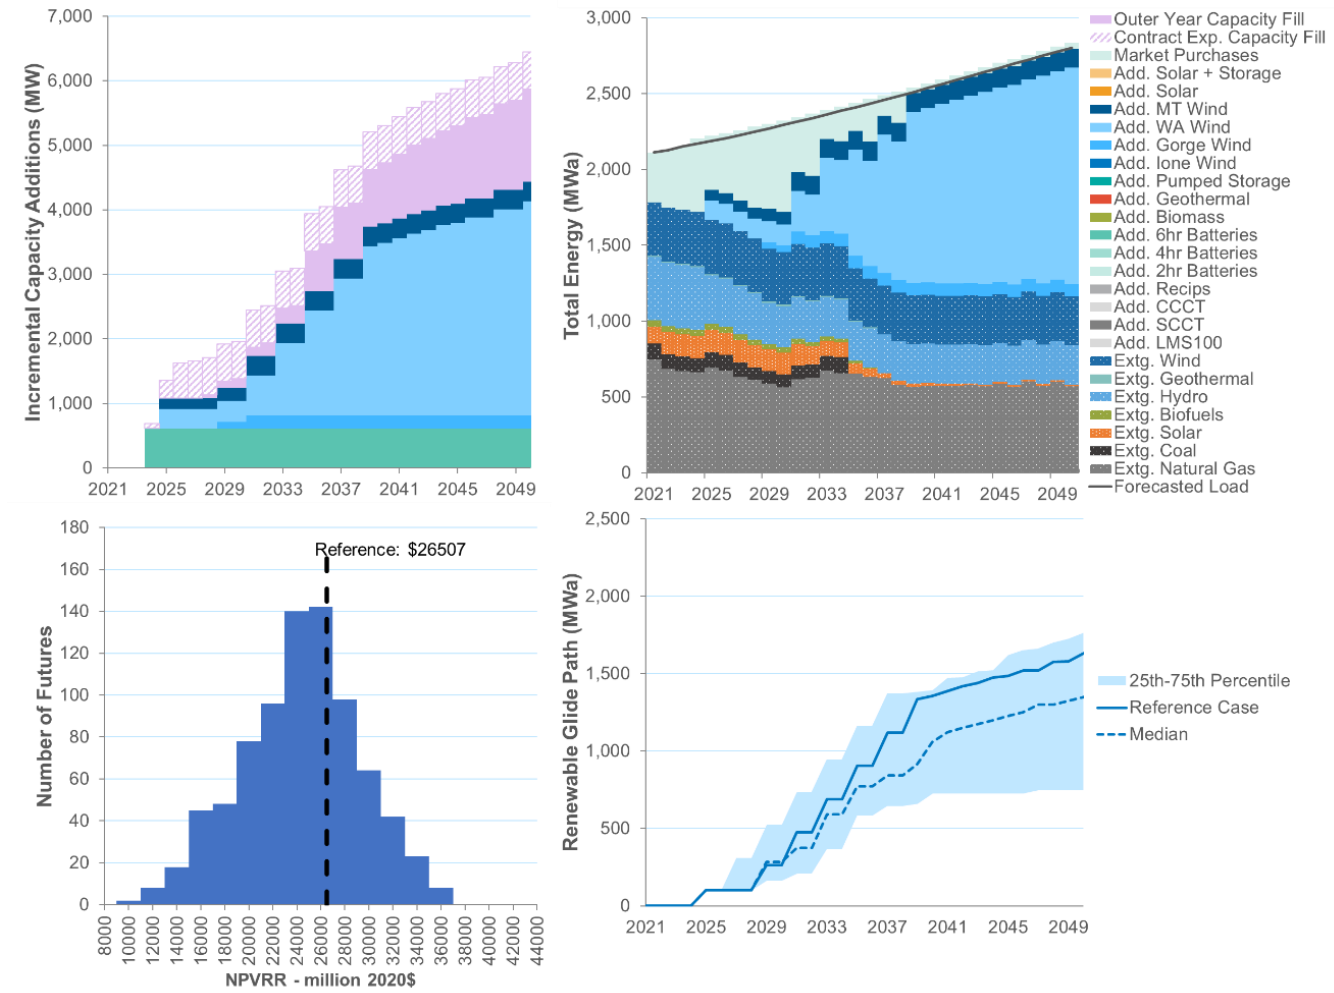 Incremental Capacity Additions (MW)
7,000
6,000
5,000
4,000
3,000
2,000
1,000
0
2021 2025 2029 2033 2037 2041 2045 2049
Total Energy (MWa)
3,000
2,500
2,000
1,500
1,000
500
0
2021 2025 2029 2033 2037 2041 2045 2049
Outer Year Capacity Fill
Contract Exp. Capacity Fill
Market Purchases
Add. Solar + Storage
Add. Solar
Add. MT Wind
Add. WA Wind
Add. Gorge Wind
Add. Ione Wind
Add. Pumped Storage
Add. Geothermal
Add. Biomass
Add. 6hr Batteries
Add. 4hr Batteries
Add. 2hr Batteries
Add. Recips
Add. CCCT
Add. SCCT
Add. LMS100
Extg. Wind
Extg. Geothermal
Extg. Hydro
Extg. Biofuels
Extg. Solar
Extg. Coal
Extg. Natural Gas
Forecasted Load
Number of Futures
180
160
140
120
100
80
60
40
20
0
Reference: $26507
8000 10000 12000 14000 16000 18000 20000 22000 24000 26000 28000 30000 32000 34000 36000 38000 40000 42000 44000
NPVRR - million 2020$
Renewable Glide Path (MWa)
2,500
2,000
1,500
1,000
500
0
2021 2025 2029 2033 2037 2041 2045 2049
25th-75th Percentile
Reference Case
Median